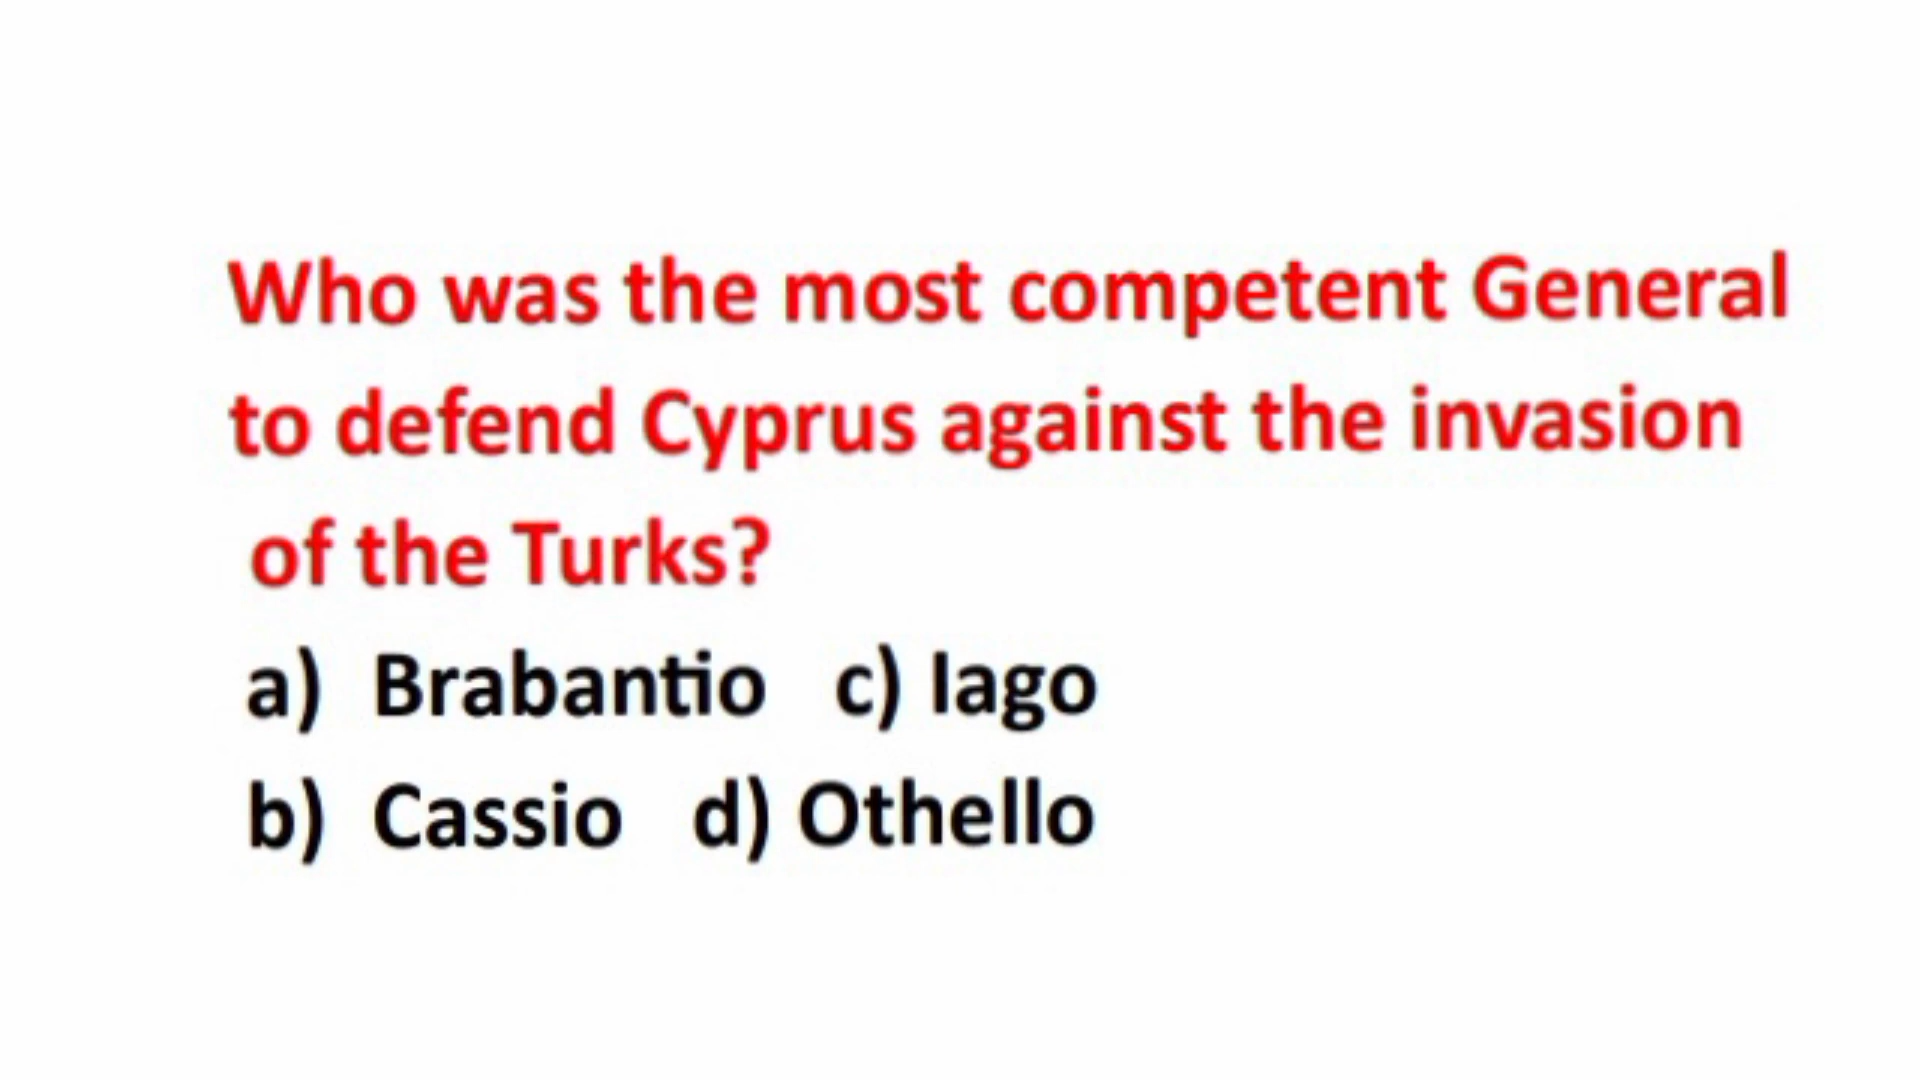 Who was the most competent General
to defend Cyprus against the invasion
of the Turks?
a) Brabantio c) Iago
b) Cassio d) Othello